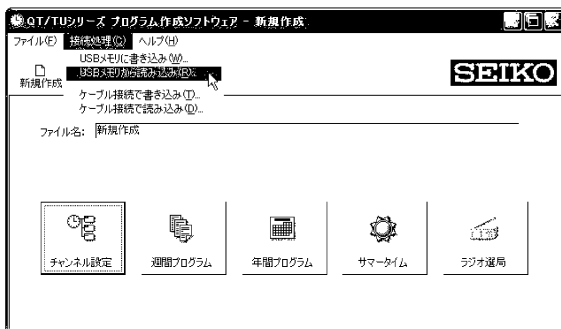 QT/TUシリーズ プログラム作成ソフトウェア - 新規作成
ファイル(F) 接続処理(C) ヘルプ(H)
USBメモリに書き込み(W)...
USBメモリから読み込み(R)...
新規作成
SEIKO
ケーブル接続で書き込み(T)...
ケーブル接続で読み込み(D)...
ファイル名: 新規作成
チャンネル設定 週間プログラム 年間プログラム サマータイム ラジオ選局